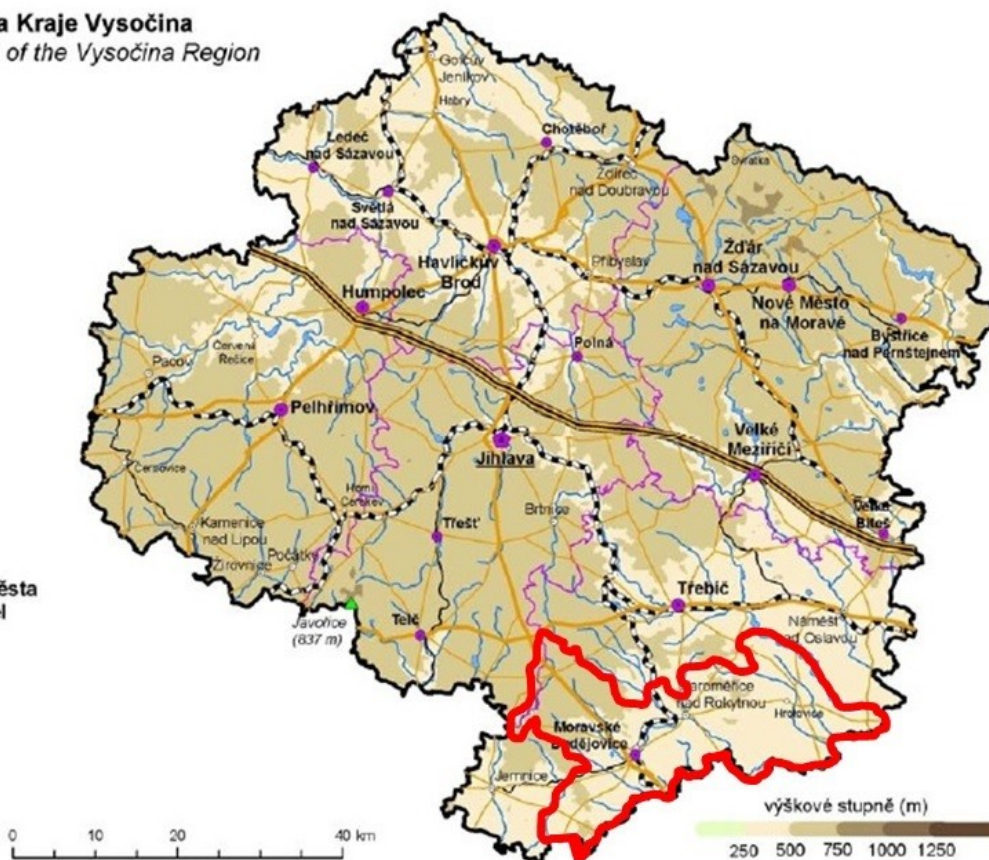 a Kraje Vysočina
of the Vysočina Region
Golčův
Jeníkov
Habry
Chotěboř
Ledeč
nad Sázavou
Ždírec
nad Doubravou
Svratka
Světlá
nad Sázavou
Havlíčkův
Brod
Přibyslav
Žďár
nad Sázavou
Humpolec
Nové Město
na Moravě
Bystřice
nad Pernštejnem
Polná
Červená
Řečice
Pacov
Pelhřimov
Jihlava
Velké
Meziříčí
Černovice
Horní
Cerekev
Brtnice
Velká
Bíteš
Kamenice
nad Lipou
Třešť
Počátky
Žirovnice
Třebíč
ěsta
el
Javořice
(837 m)
Telč
Náměšť
ad Oslavou
aroměřice
nad Rokytnou
Hrotovice
Moravské
Budějovice
Jemnice
výškové stupně (m)
0 10 20 40 km
250 500 750 1000 1250